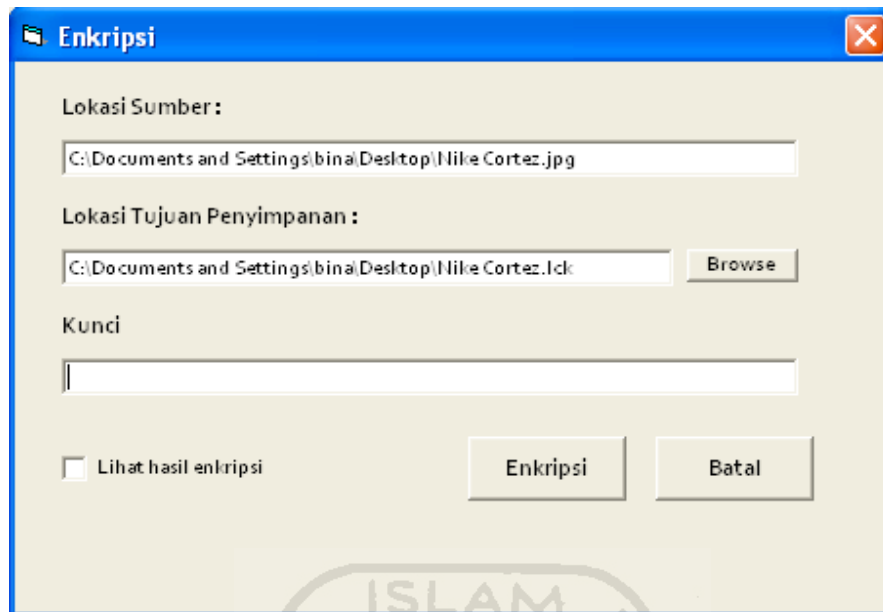 Enkripsi
Lokasi Sumber :
C:\Documents and Settings\bina\Desktop\Nike Cortez.jpg
Lokasi Tujuan Penyimpanan :
C:\Documents and Settings\bina\Desktop\Nike Cortez.lck
Browse
Kunci
Lihat hasil enkripsi
Enkripsi
Batal
ISLAM